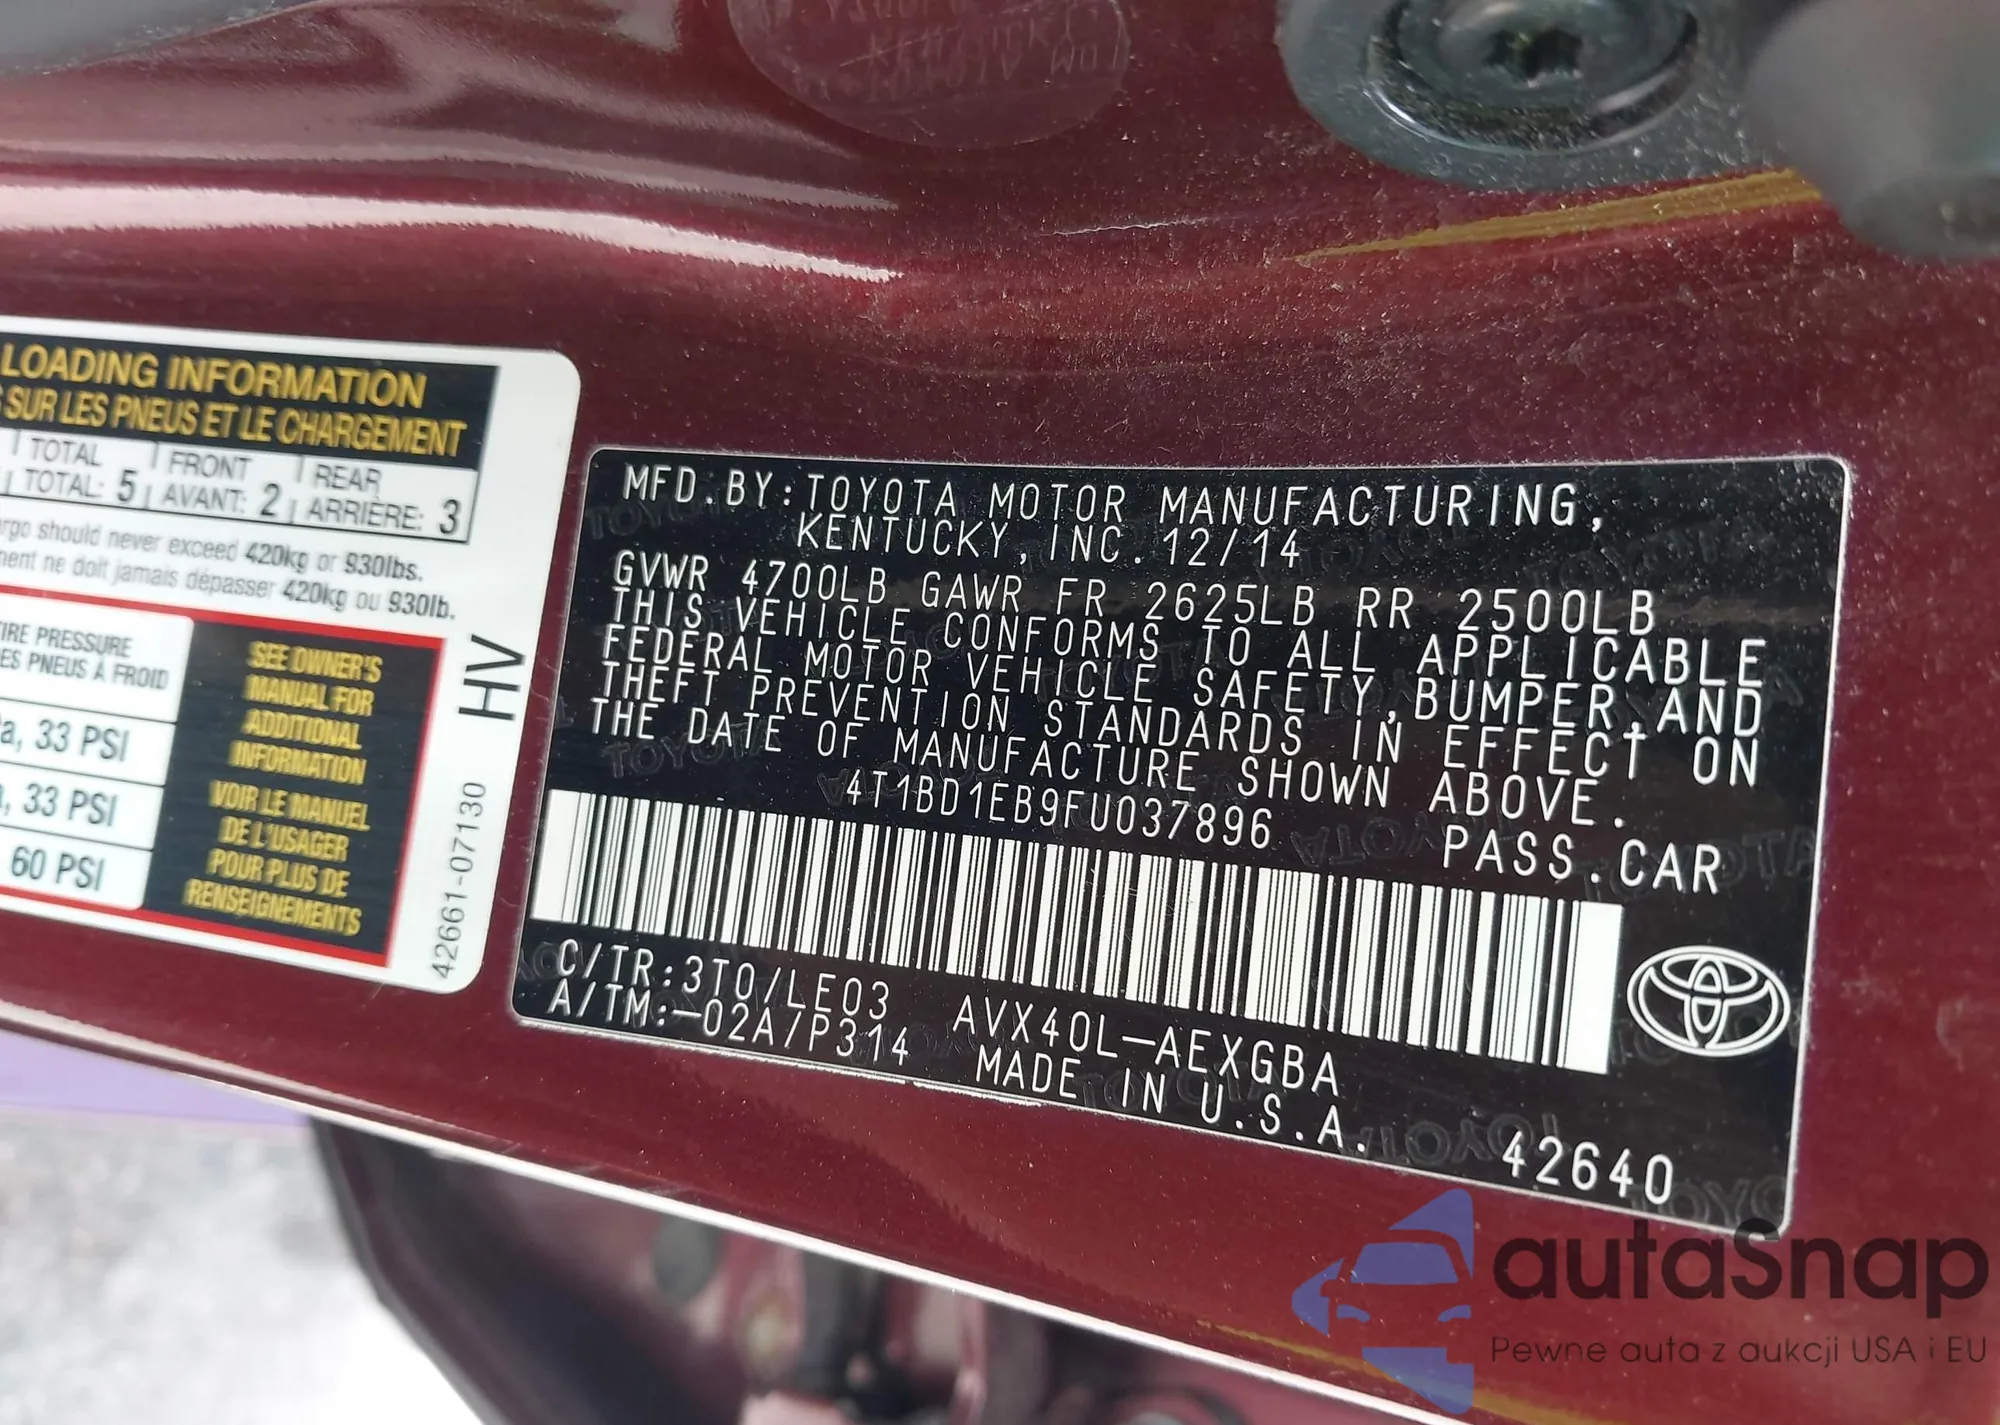 LOADING INFORMATION
SUR LES PNEUS ET LE CHARGEMENT
TOTAL FRONT REAR
TOTAL: 5 AVANT: 2 ARRIÈRE: 3
should never exceed 420kg or 930lbs.
ne doit jamais dépasser 420kg ou 930lb.
PRESSURE
PNEUS À FROID
33 PSI
33 PSI
60 PSI
SEE OWNER'S
MANUAL FOR
ADDITIONAL
INFORMATION
VOIR LE MANUEL
DE L'USAGER
POUR PLUS DE
RENSEIGNEMENTS
HV
42661-07130
MFD.BY:TOYOTA MOTOR MANUFACTURING,
KENTUCKY,INC.12/14
GVWR 4700LB GAWR FR 2625LB RR 2500LB
THIS VEHICLE CONFORMS TO ALL APPLICABLE
FEDERAL MOTOR VEHICLE SAFETY,BUMPER,AND
THEFT PREVENTION STANDARDS IN EFFECT ON
THE DATE OF MANUFACTURE SHOWN ABOVE.
4T1BD1EB9FU037896
PASS.CAR
C/TR:3T0/LE03 AVX40L-AEXGBA
A/TM:-02A/P314 MADE IN U.S.A.
42640
autaSnap
Pewne auta z aukcji USA i EU